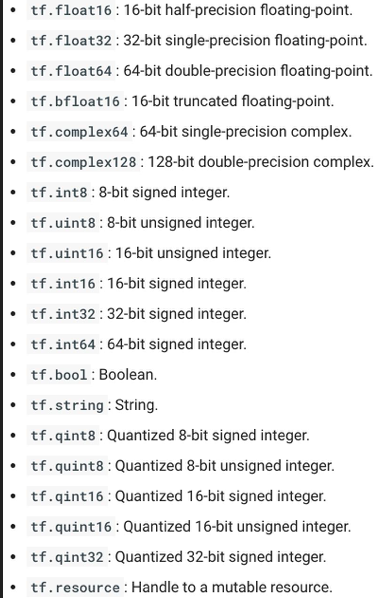 • tf.float16 : 16-bit half-precision floating-point.
• tf.float32 : 32-bit single-precision floating-point.
• tf.float64 : 64-bit double-precision floating-point.
• tf.bfloat16 : 16-bit truncated floating-point.
• tf.complex64 : 64-bit single-precision complex.
• tf.complex128 : 128-bit double-precision complex.
• tf.int8 : 8-bit signed integer.
• tf.uint8 : 8-bit unsigned integer.
• tf.uint16 : 16-bit unsigned integer.
• tf.int16 : 16-bit signed integer.
• tf.int32 : 32-bit signed integer.
• tf.int64 : 64-bit signed integer.
• tf.bool : Boolean.
• tf.string : String.
• tf.qint8 : Quantized 8-bit signed integer.
• tf.quint8 : Quantized 8-bit unsigned integer.
• tf.qint16 : Quantized 16-bit signed integer.
• tf.quint16 : Quantized 16-bit unsigned integer.
• tf.qint32 : Quantized 32-bit signed integer.
• tf.resource : Handle to a mutable resource.